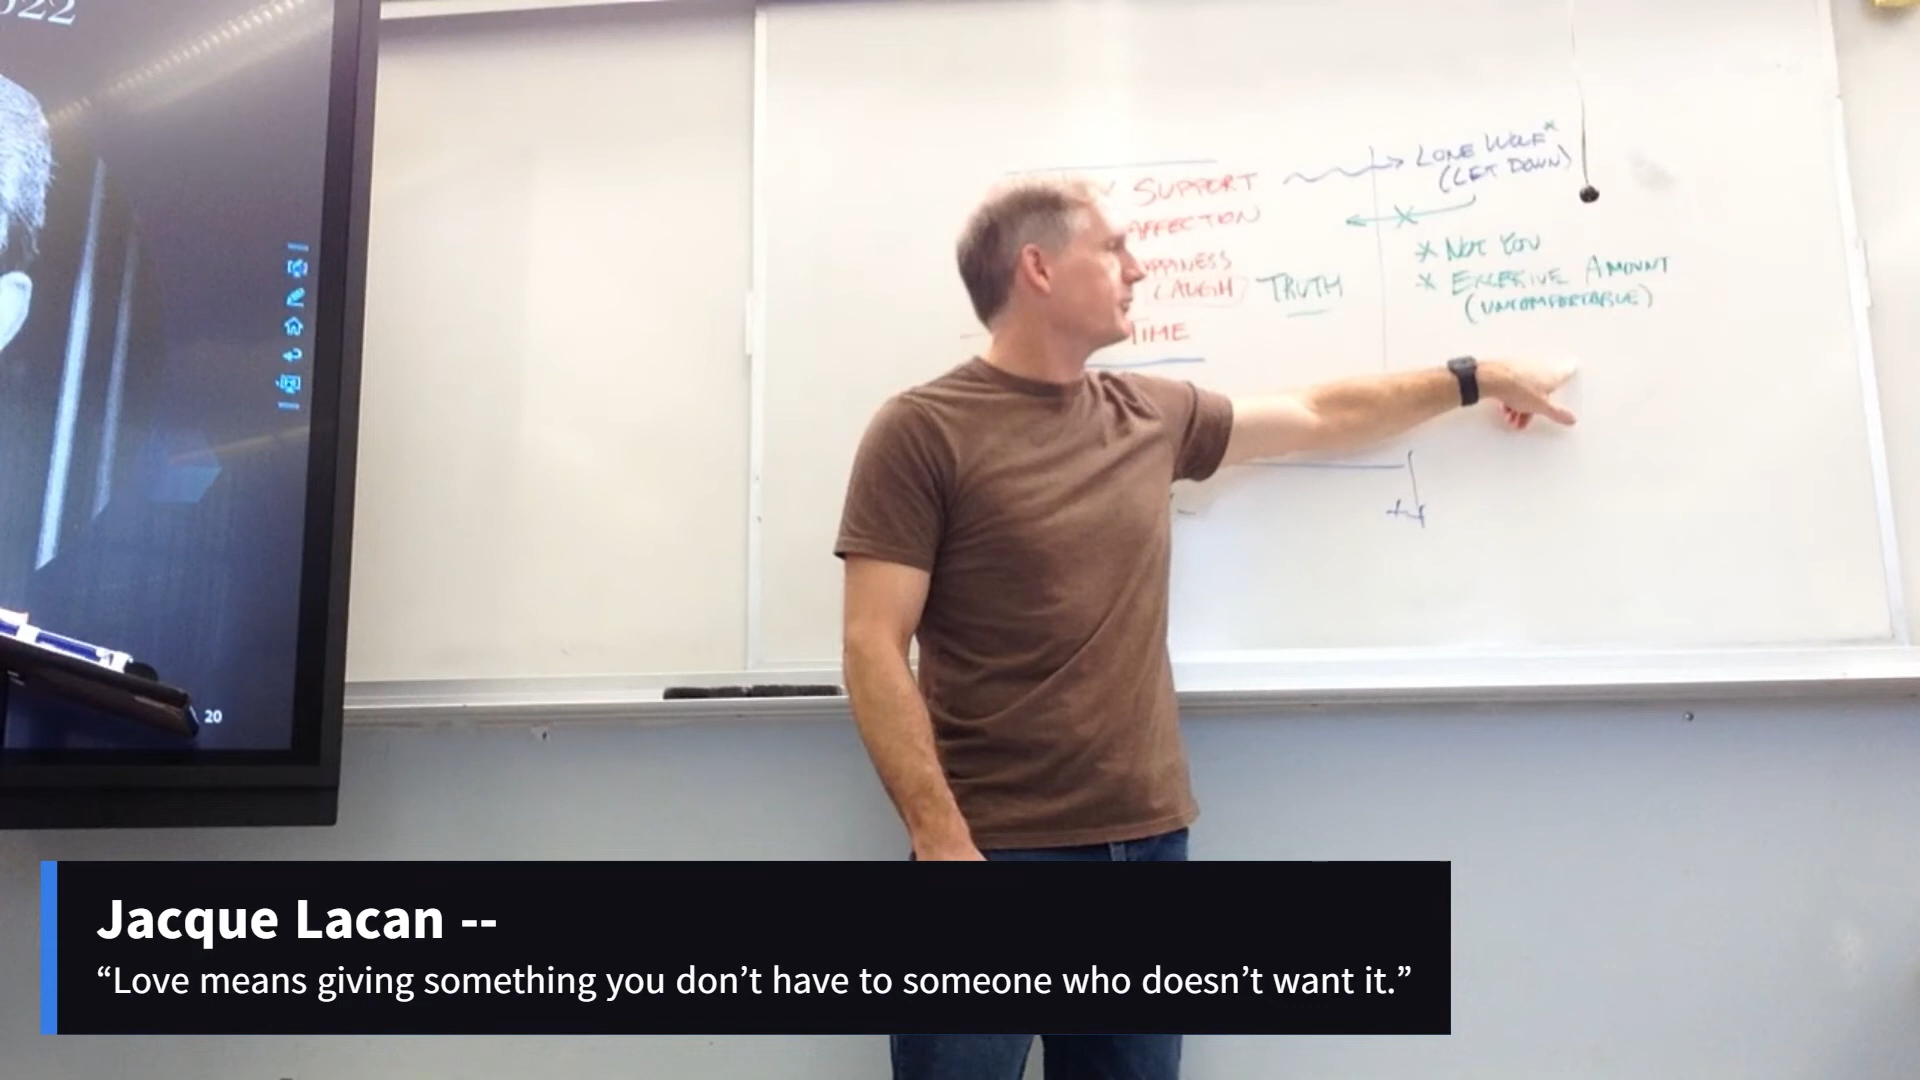 20
SUPPORT
AFFECTION
LAUGH
TRUTH
TIME
LONE WOLF*
(LET DOWN)
* NOT YOU
* EXCESSIVE AMOUNT
(UNCOMFORTABLE)
Jacque Lacan --
“Love means giving something you don’t have to someone who doesn’t want it.”